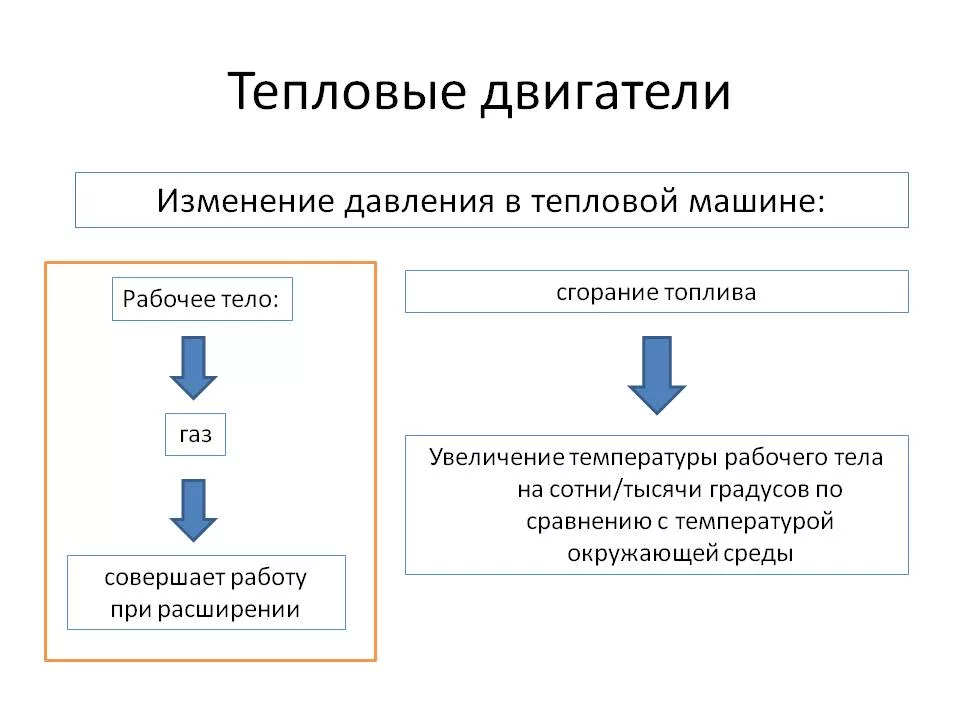 Тепловые двигатели
Изменение давления в тепловой машине:
Рабочее тело:
газ
совершает работу
при расширении
сгорание топлива
Увеличение температуры рабочего тела
на сотни/тысячи градусов по
сравнению с температурой
окружающей среды